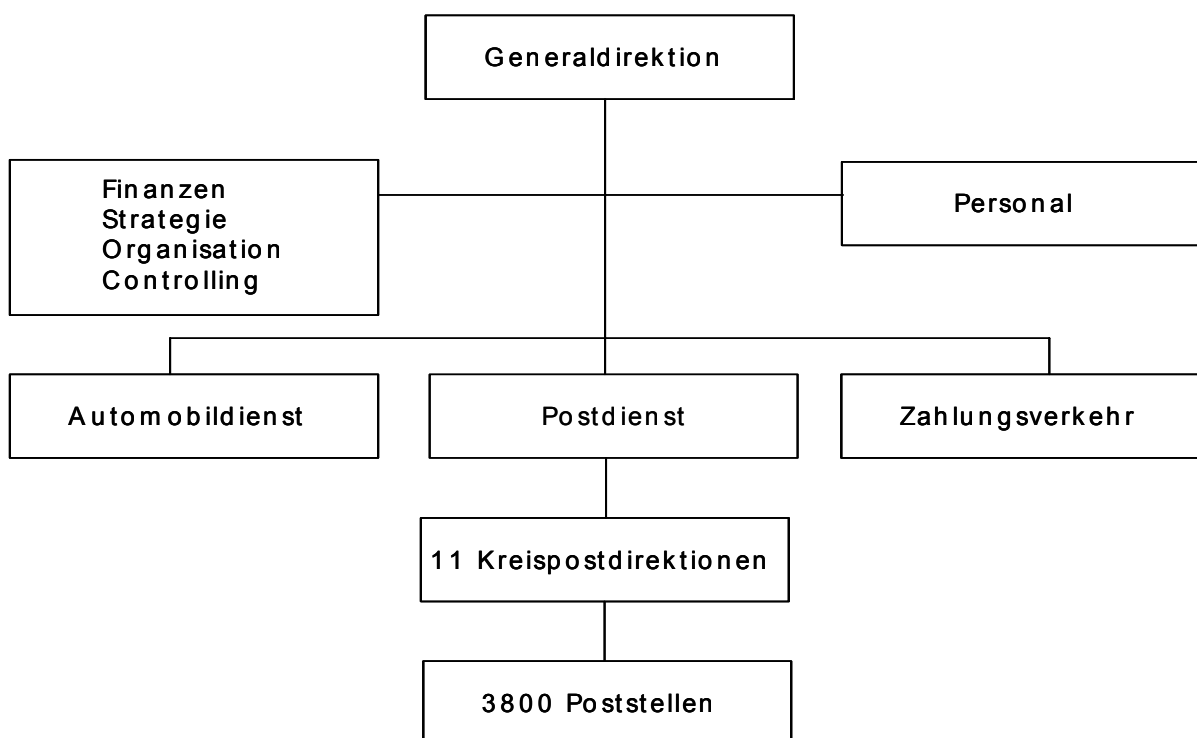 Generaldirektion
Finanzen
Strategie
Organisation
Controlling
Personal
Automobildienst
Postdienst
Zahlungsverkehr
11 Kreispostdirektionen
3800 Poststellen